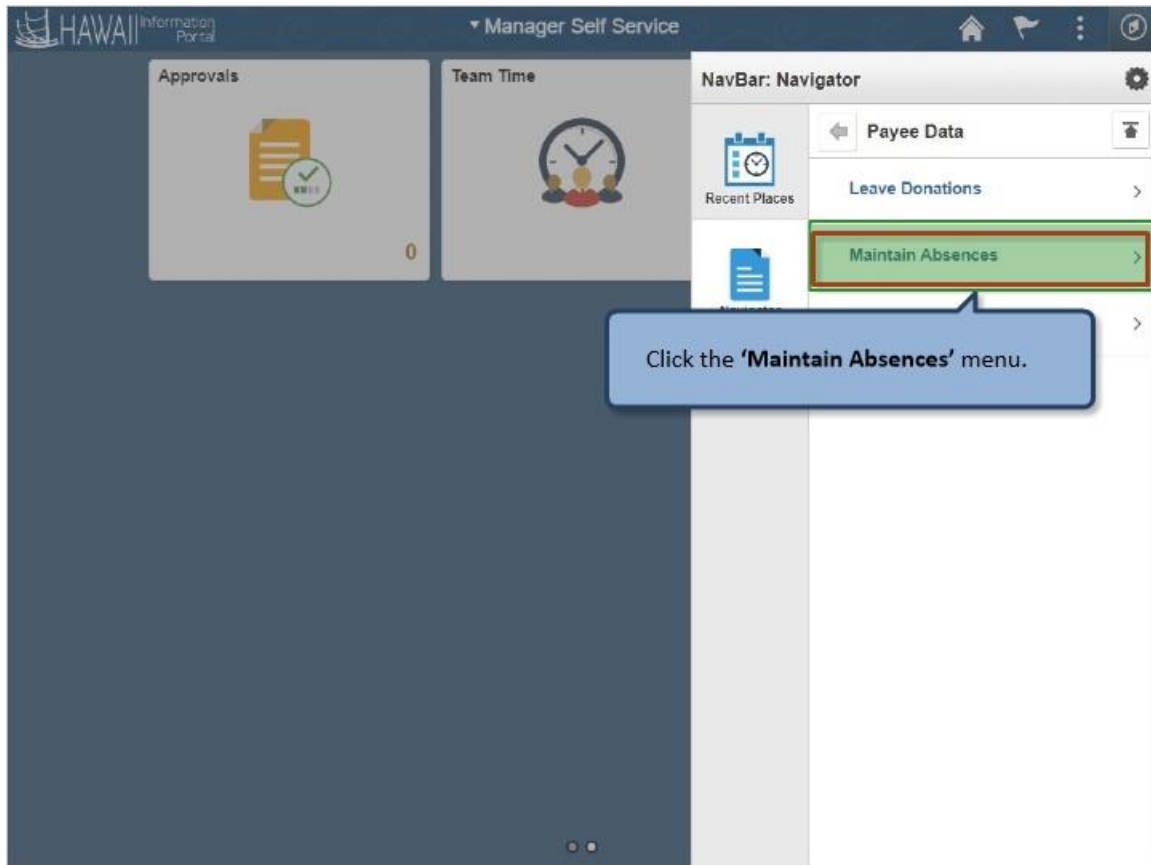 HAWAII Information
Portal
Manager Self Service
Approvals
0
Team Time
NavBar: Navigator
Recent Places
Payee Data
Leave Donations
Maintain Absences
Click the ‘Maintain Absences’ menu.